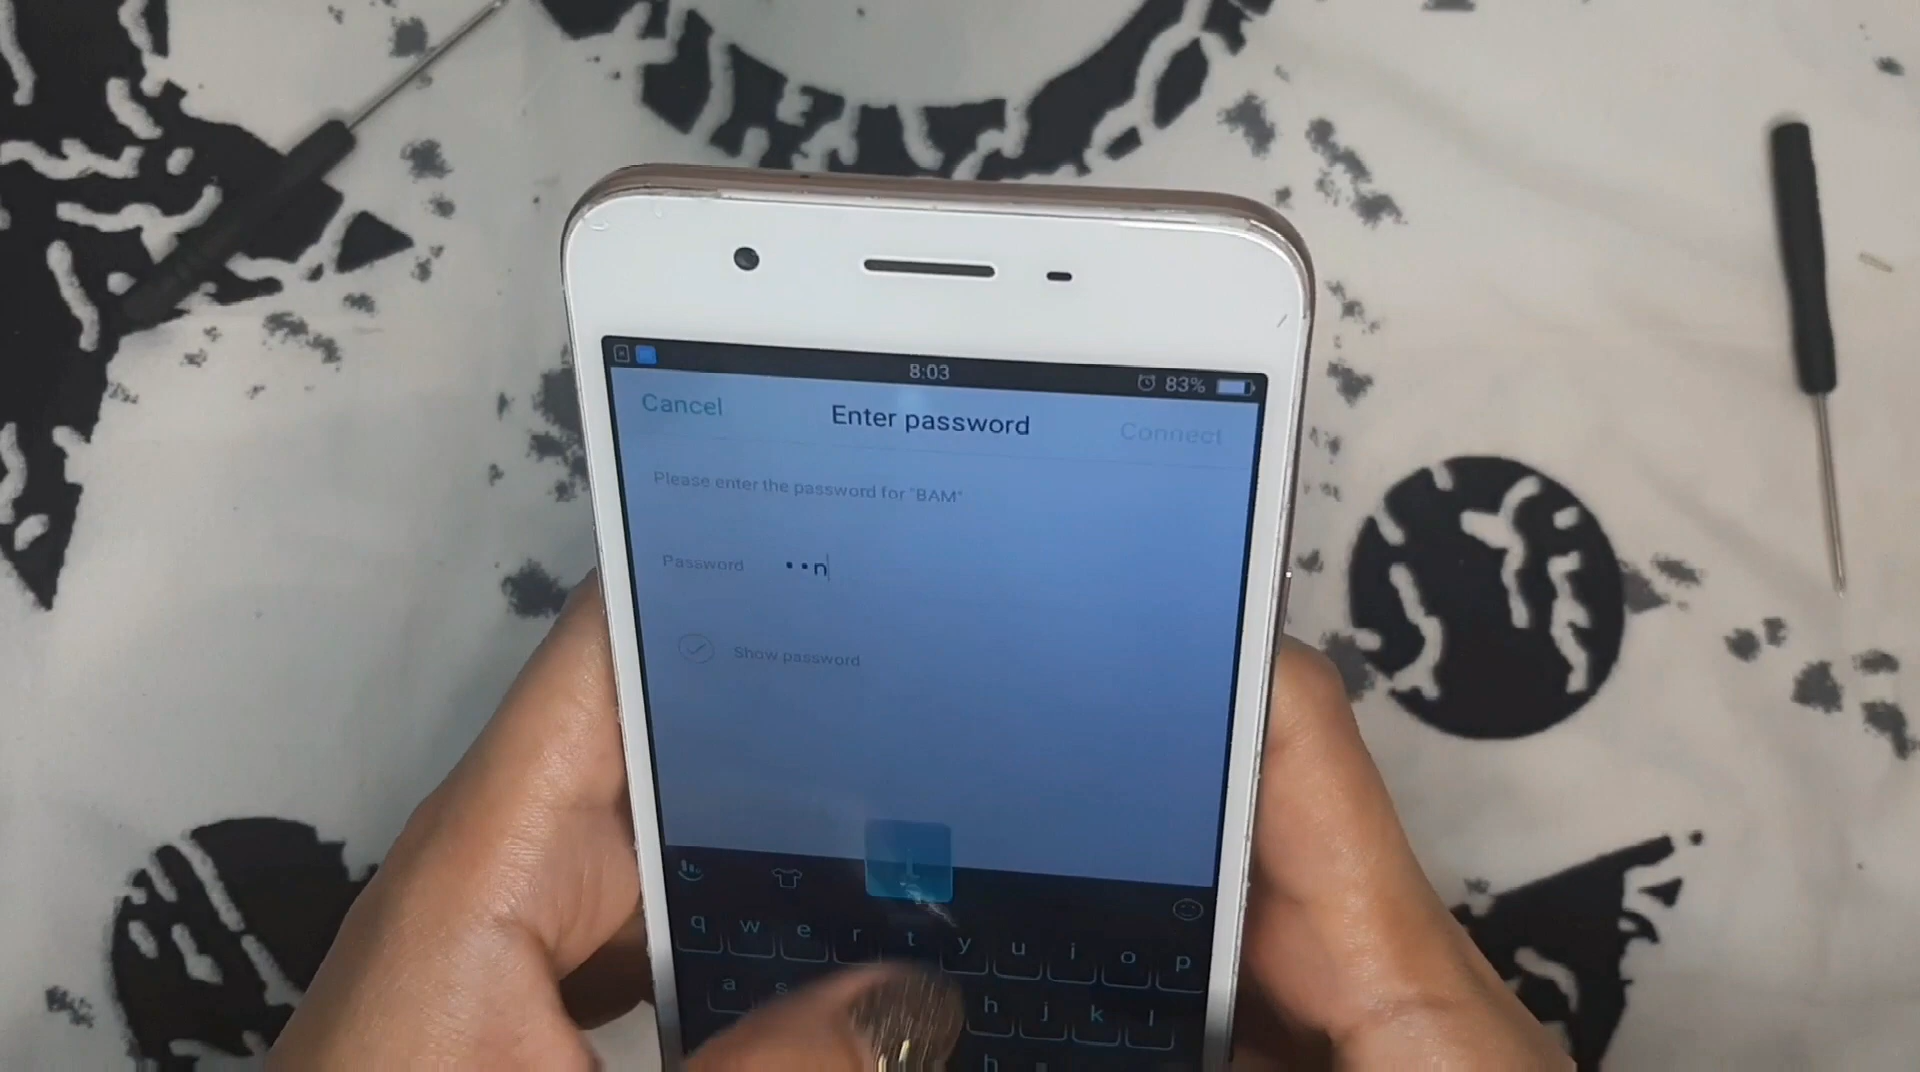 8:03 83%
Cancel Enter password Connect
Please enter the password for "BAM"
Password ••n
Show password
q w e r t y u i o p
a s h j k l